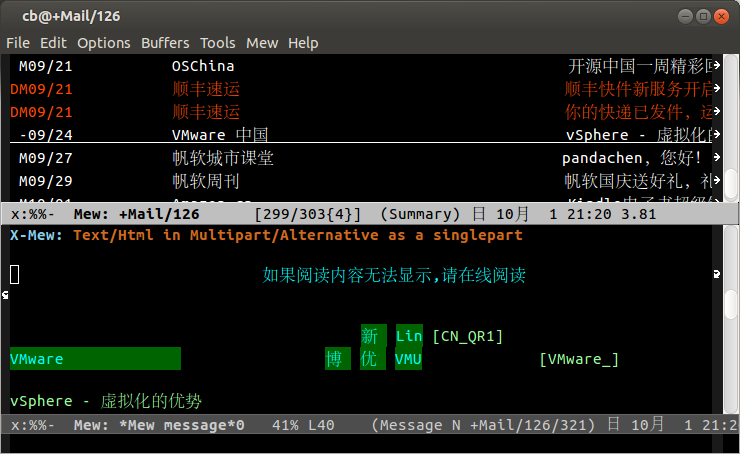 cb@+Mail/126
File Edit Options Buffers Tools Mew Help
M09/21 OSChina 开源中国一周精彩回
DM09/21 顺丰速运 顺丰快件新服务开启
DM09/21 顺丰速运 你的快递已发件，运
-09/24 VMware 中国 vSphere - 虚拟化的
M09/27 帆软城市课堂 pandachen，您好！
M09/29 帆软周刊 帆软国庆送好礼，礼
x:%%- Mew: +Mail/126 [299/303{4}] (Summary) 日 10月 1 21:20 3.81
X-Mew: Text/Html in Multipart/Alternative as a singlepart
如果阅读内容无法显示,请在线阅读
新 Lin [CN_QR1]
VMware 博 优 VMU [VMware_]
vSphere - 虚拟化的优势
x:%%- Mew: *Mew message*0 41% L40 (Message N +Mail/126/321) 日 10月 1 21:2